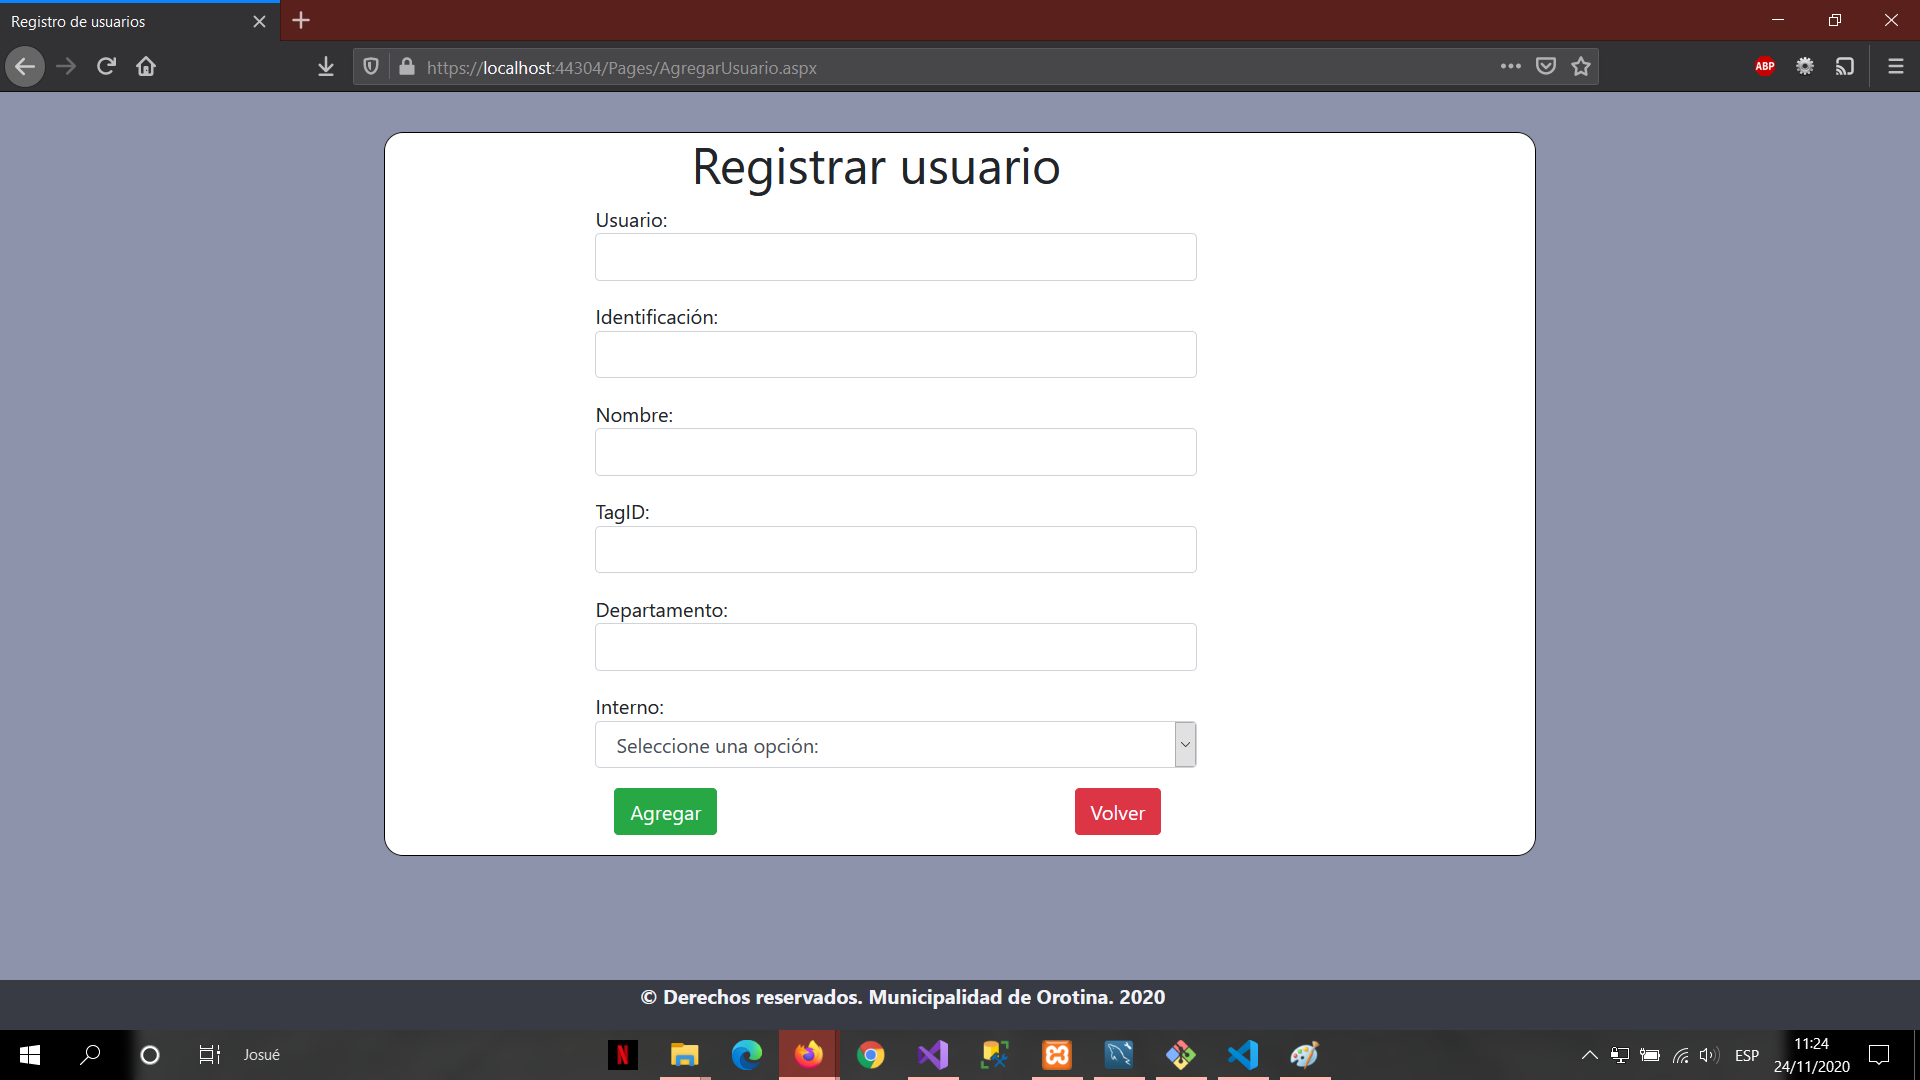 Registro de usuarios
https://localhost:44304/Pages/AgregarUsuario.aspx
ABP
Registrar usuario
Usuario:
Identificación:
Nombre:
TagID:
Departamento:
Interno:
Seleccione una opción:
Agregar
Volver
© Derechos reservados. Municipalidad de Orotina. 2020
Josué
N
ESP
11:24
24/11/2020